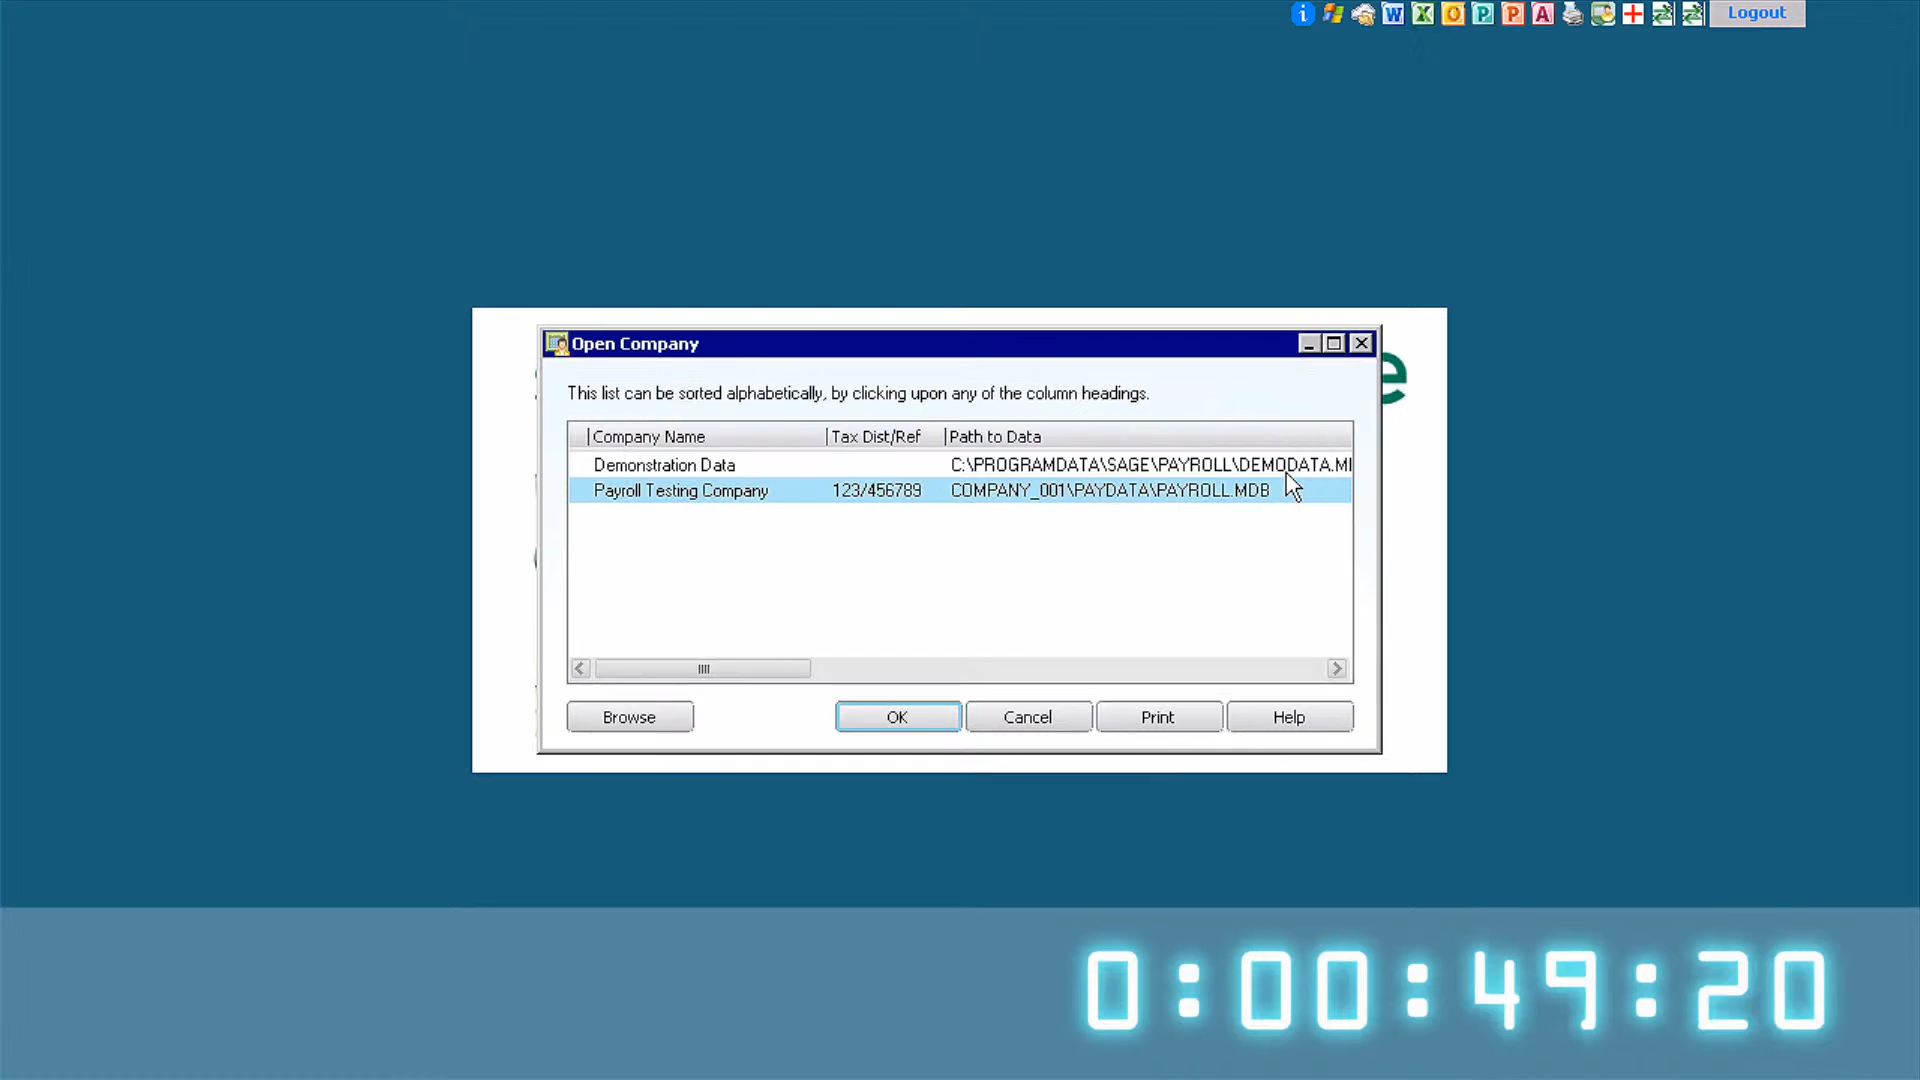 Logout
Open Company
e
This list can be sorted alphabetically, by clicking upon any of the column headings.
Company Name Tax Dist/Ref Path to Data
Demonstration Data C:\PROGRAMDATA\SAGE\PAYROLL\DEMODATA.MI
Payroll Testing Company 123/456789 COMPANY_001\PAYDATA\PAYROLL.MDB
Browse OK Cancel Print Help
0:00:49:20